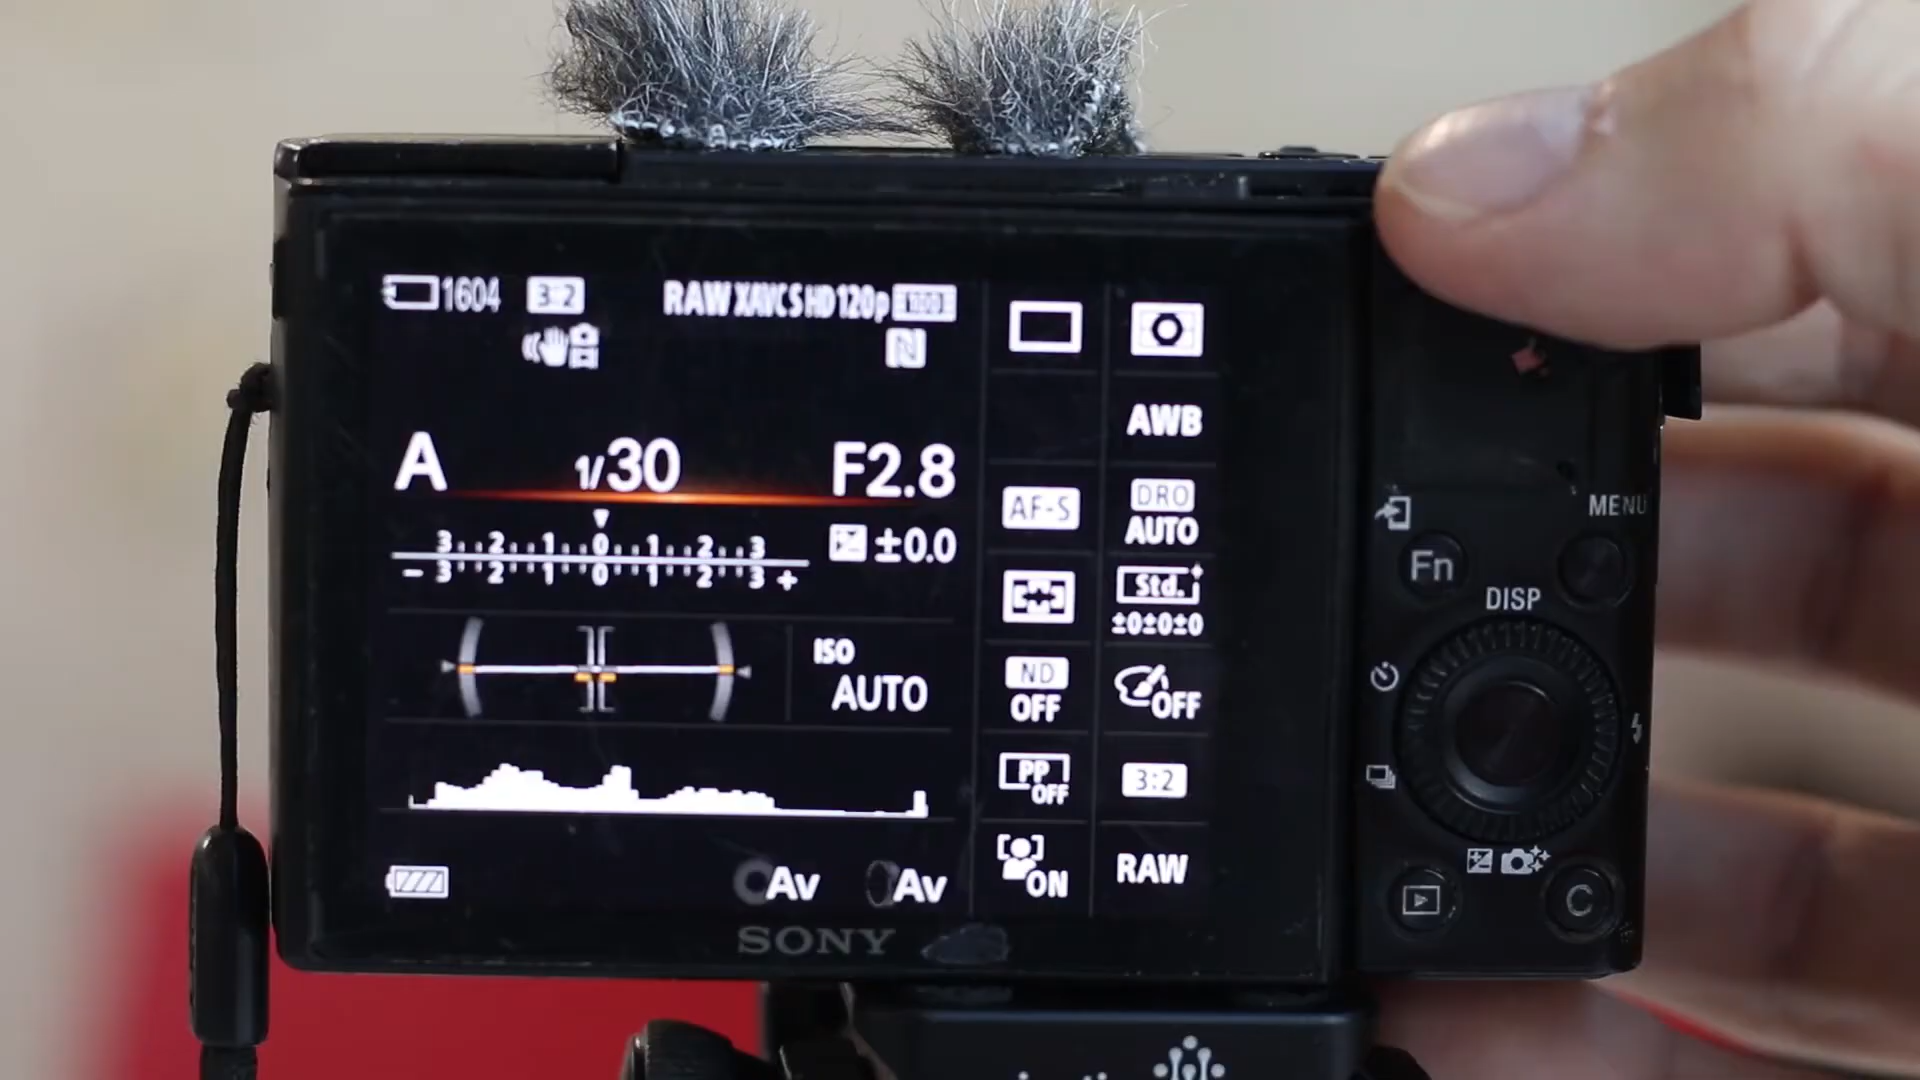 1604 3:2 RAW XAVC S HD 120p 100
N
A 1/30 F2.8
3 2 1 0 1 2 3
- 3 2 1 0 1 2 3 +
±0.0
ISO
AUTO
Av Av
AWB
AF-S
DRO
AUTO
Std.
±0±0±0
ND
OFF
OFF
PP
OFF
3:2
ON
RAW
SONY
MENU
Fn
DISP
C